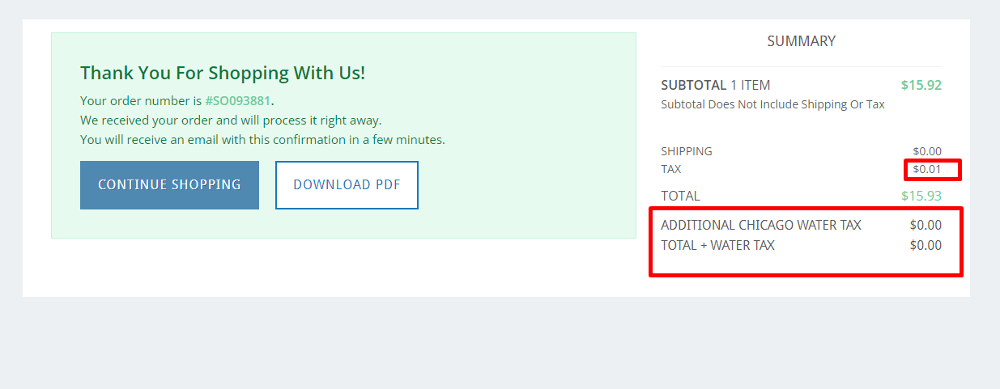 Thank You For Shopping With Us!
Your order number is #SO093881.
We received your order and will process it right away.
You will receive an email with this confirmation in a few minutes.
CONTINUE SHOPPING
DOWNLOAD PDF
SUMMARY
SUBTOTAL 1 ITEM $15.92
Subtotal Does Not Include Shipping Or Tax
SHIPPING $0.00
TAX $0.01
TOTAL $15.93
ADDITIONAL CHICAGO WATER TAX $0.00
TOTAL + WATER TAX $0.00